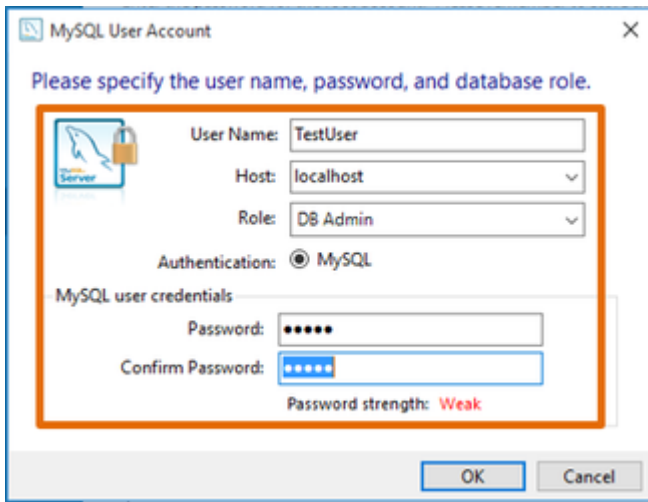 MySQL User Account
Please specify the user name, password, and database role.
User Name: TestUser
Host: localhost
Role: DB Admin
Authentication: MySQL
MySQL user credentials
Password: •••••
Confirm Password: •••••
Password strength: Weak
OK Cancel
Server